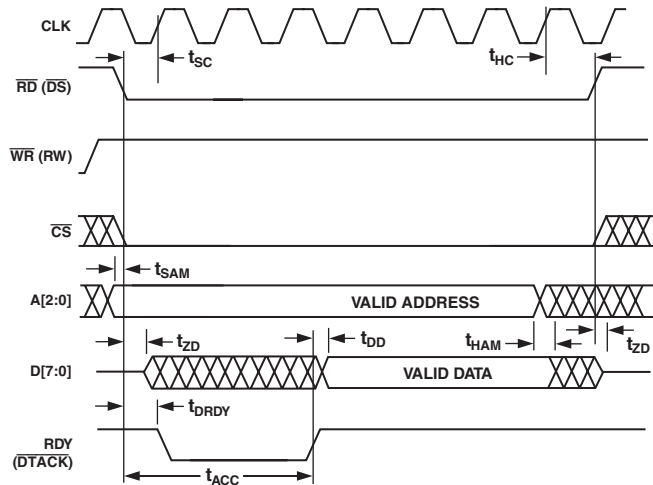 CLK
tSC
tHC
RD (DS)
WR (RW)
CS
tSAM
A[2:0]
VALID ADDRESS
tZD
tDD
tHAM
tZD
D[7:0]
VALID DATA
tDRDY
RDY
(DTACK)
tACC